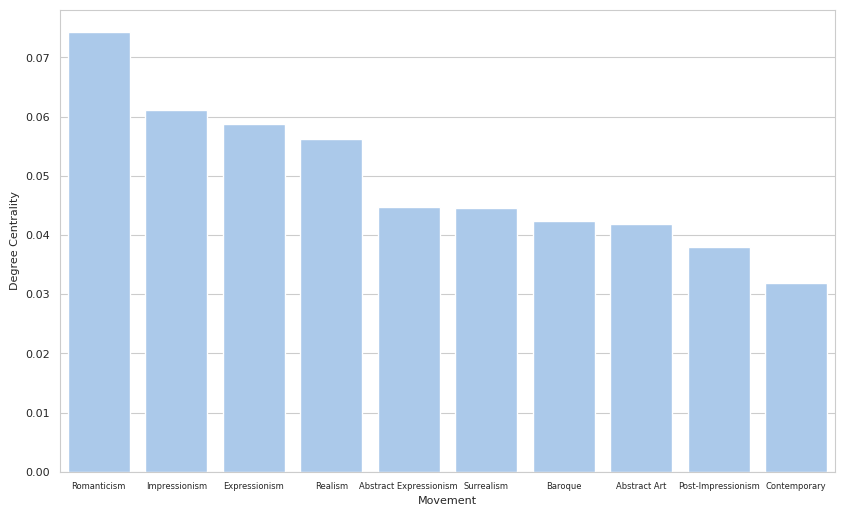 Degree Centrality
0.07
0.06
0.05
0.04
0.03
0.02
0.01
0.00
Romanticism Impressionism Expressionism Realism Abstract Expressionism Surrealism Baroque Abstract Art Post-Impressionism Contemporary
Movement